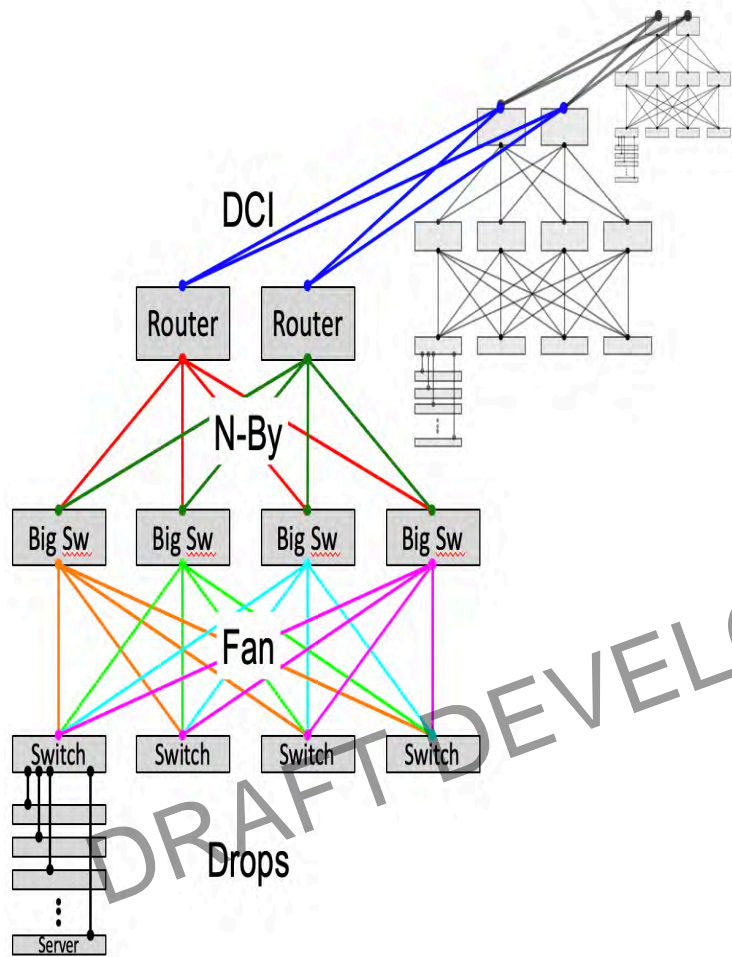 DCI
Router Router
N-By
Big Sw Big Sw Big Sw Big Sw
Fan
Switch Switch Switch Switch
Drops
Server
DRAFT DEVELO